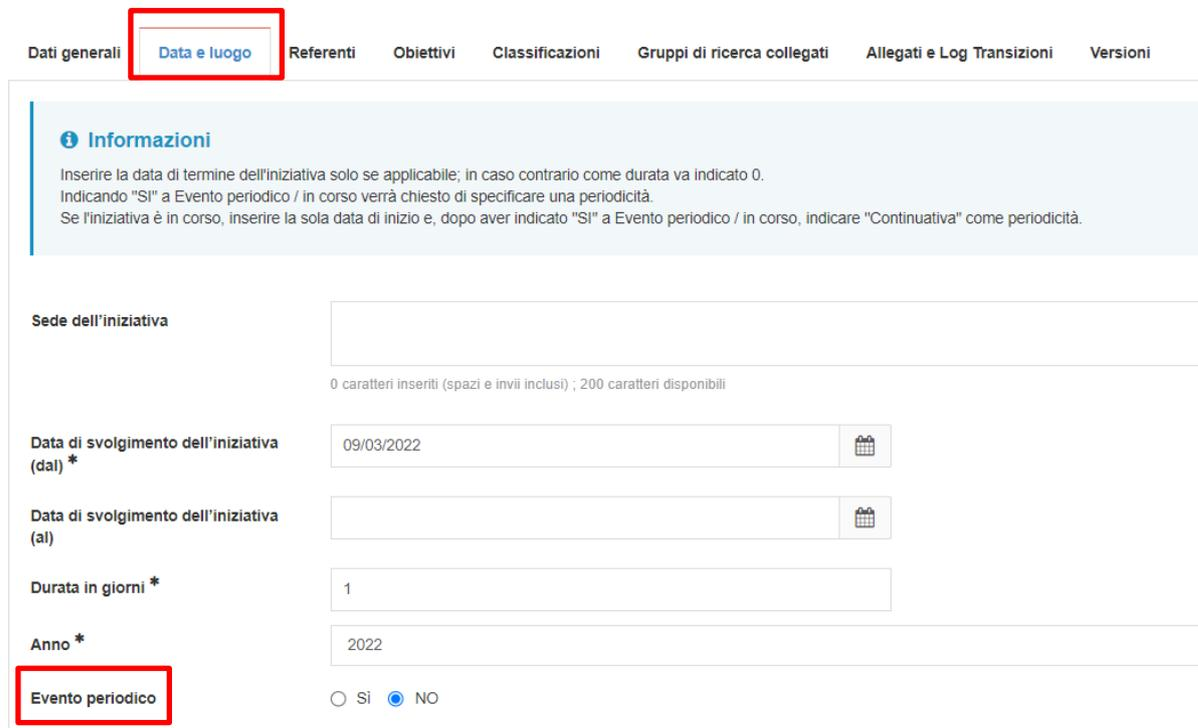 Dati generali Data e luogo Referenti Obiettivi Classificazioni Gruppi di ricerca collegati Allegati e Log Transizioni Versioni
Informazioni
Inserire la data di termine dell'iniziativa solo se applicabile; in caso contrario come durata va indicato 0.
Indicando "SI" a Evento periodico / in corso verrà chiesto di specificare una periodicità.
Se l'iniziativa è in corso, inserire la sola data di inizio e, dopo aver indicato "SI" a Evento periodico / in corso, indicare "Continuativa" come periodicità.
Sede dell'iniziativa
0 caratteri inseriti (spazi e invii inclusi) ; 200 caratteri disponibili
Data di svolgimento dell'iniziativa
(dal) * 09/03/2022
Data di svolgimento dell'iniziativa
(al)
Durata in giorni * 1
Anno * 2022
Evento periodico Sì NO